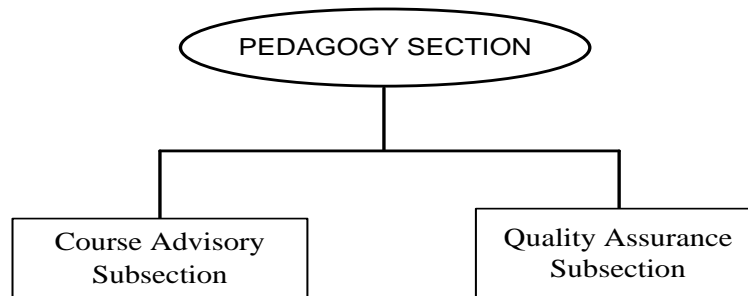 PEDAGOGY SECTION
Course Advisory
Subsection
Quality Assurance
Subsection